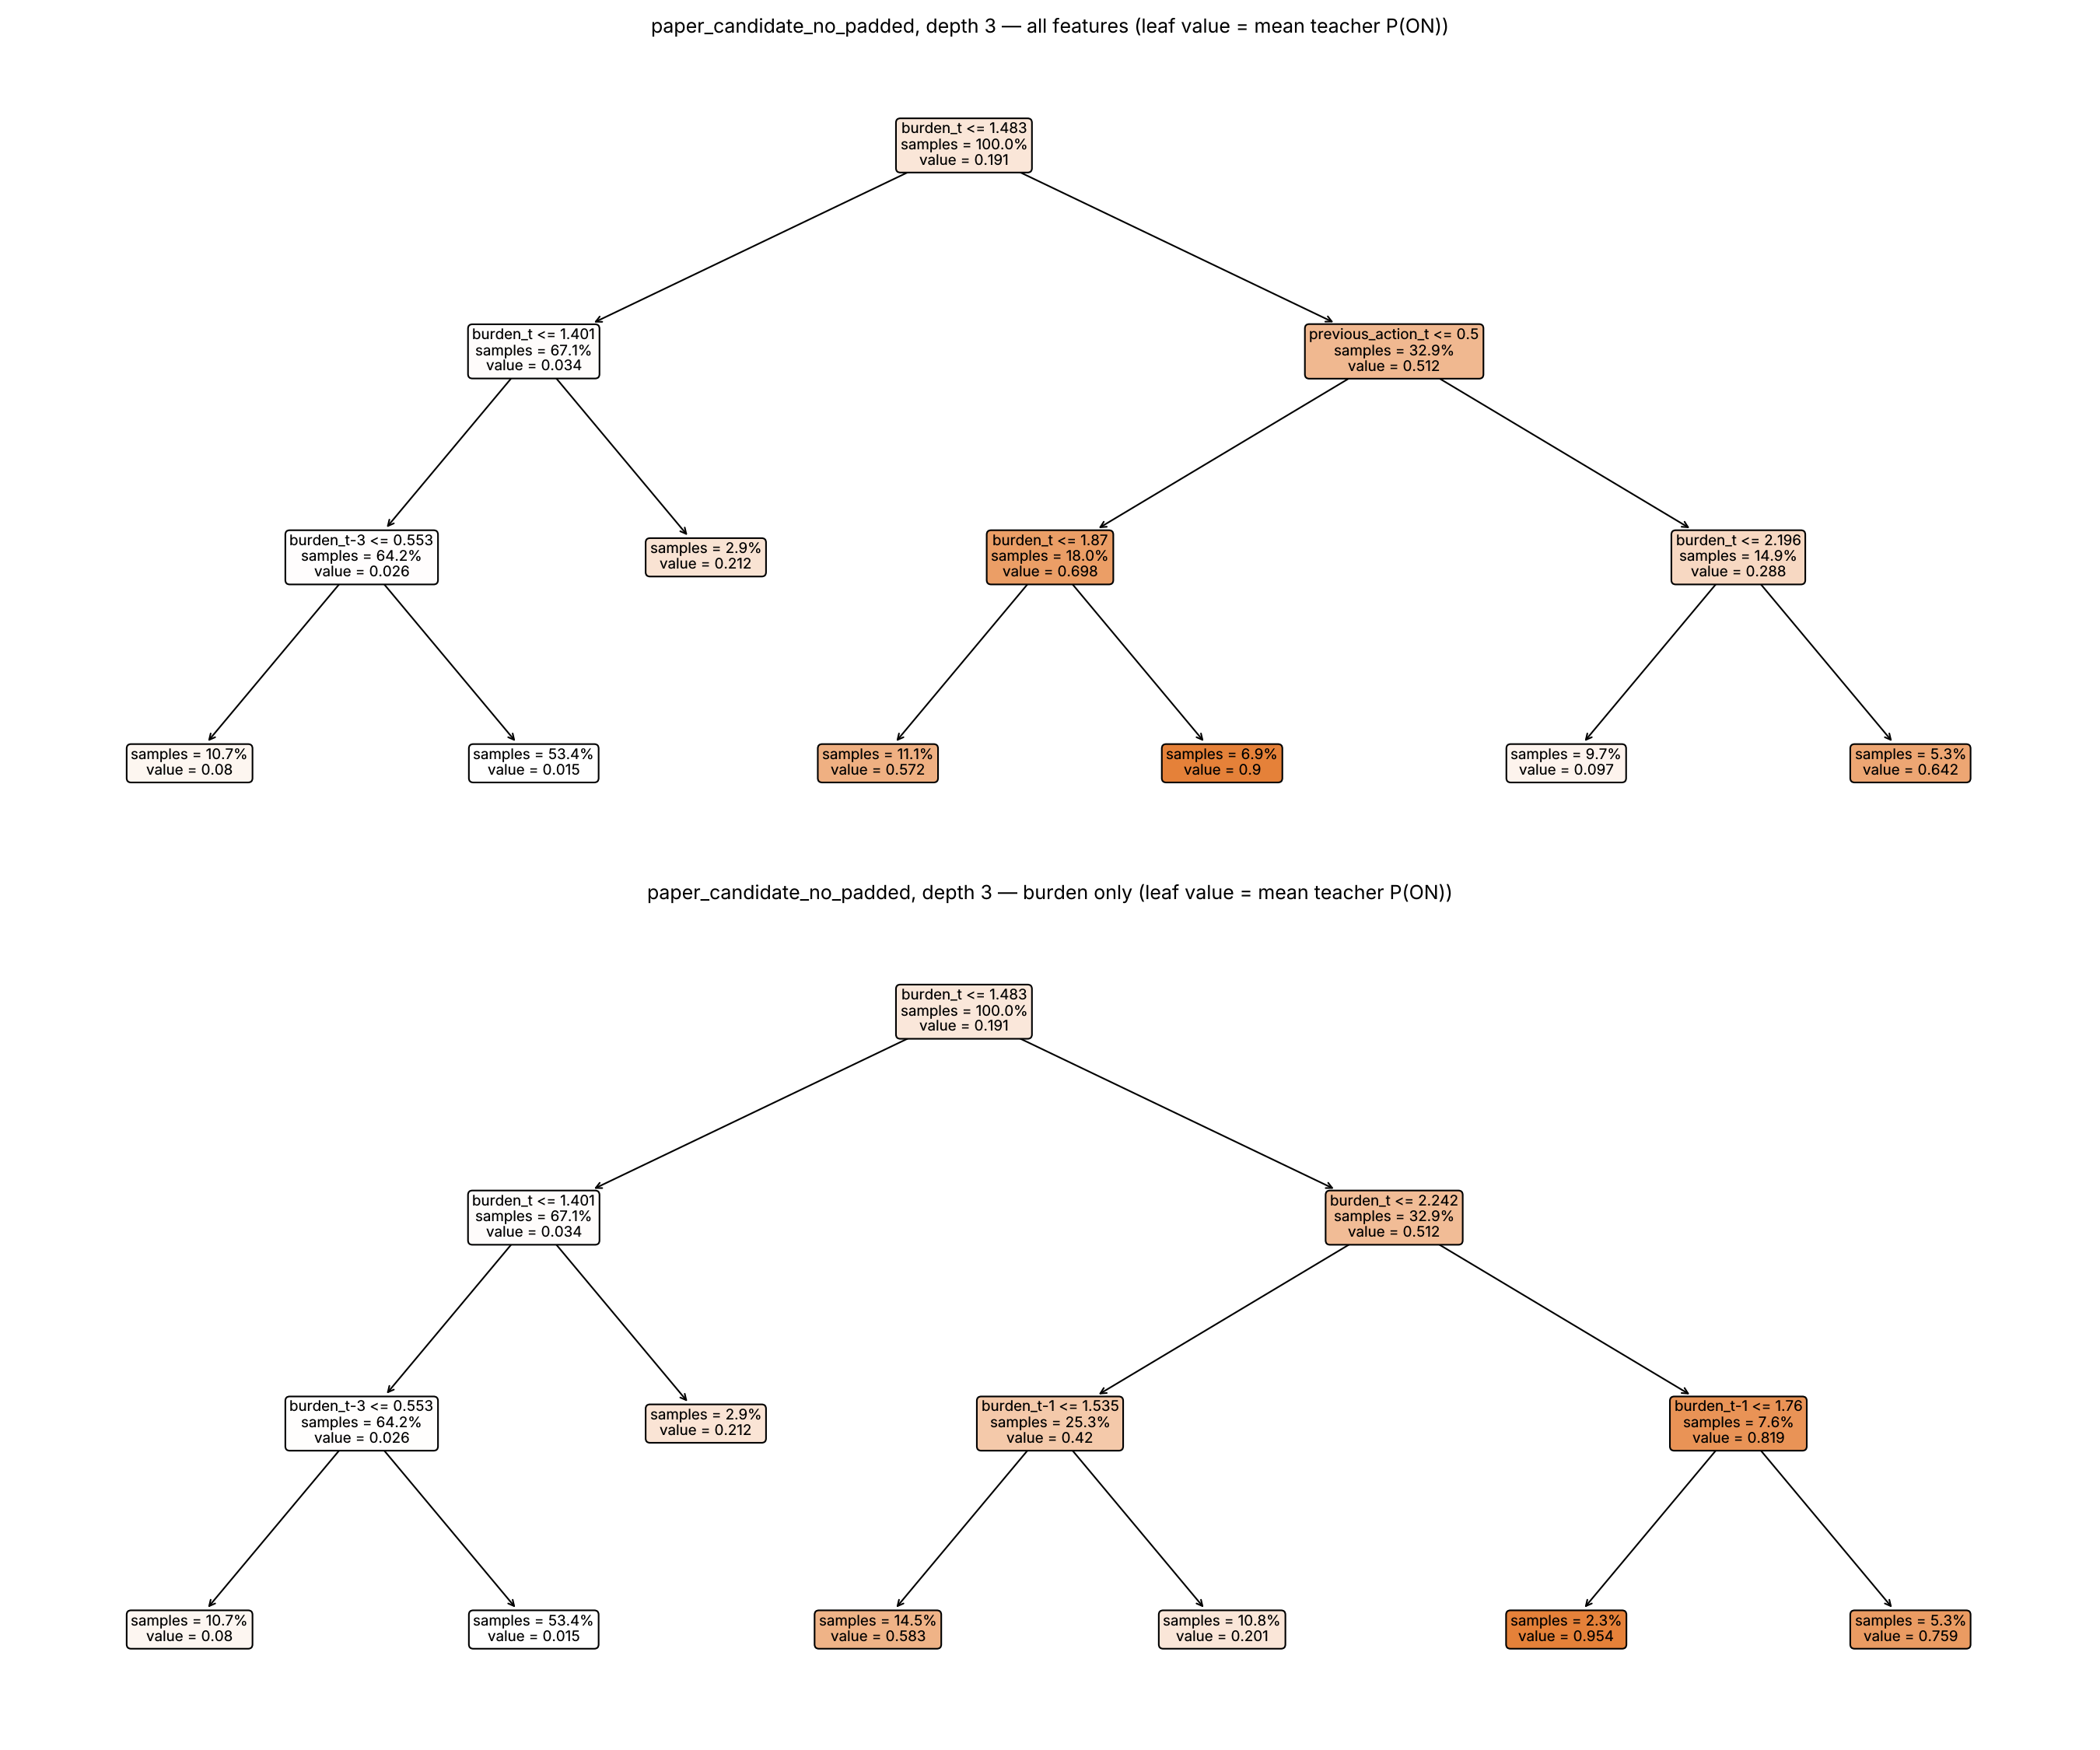 paper_candidate_no_padded, depth 3 — all features (leaf value = mean teacher P(ON))
burden_t <= 1.483
samples = 100.0%
value = 0.191
burden_t <= 1.401
samples = 67.1%
value = 0.034
previous_action_t <= 0.5
samples = 32.9%
value = 0.512
burden_t-3 <= 0.553
samples = 64.2%
value = 0.026
samples = 2.9%
value = 0.212
burden_t <= 1.87
samples = 18.0%
value = 0.698
burden_t <= 2.196
samples = 14.9%
value = 0.288
samples = 10.7%
value = 0.08
samples = 53.4%
value = 0.015
samples = 11.1%
value = 0.572
samples = 6.9%
value = 0.9
samples = 9.7%
value = 0.097
samples = 5.3%
value = 0.642
paper_candidate_no_padded, depth 3 — burden only (leaf value = mean teacher P(ON))
burden_t <= 1.483
samples = 100.0%
value = 0.191
burden_t <= 1.401
samples = 67.1%
value = 0.034
burden_t <= 2.242
samples = 32.9%
value = 0.512
burden_t-3 <= 0.553
samples = 64.2%
value = 0.026
samples = 2.9%
value = 0.212
burden_t-1 <= 1.535
samples = 25.3%
value = 0.42
burden_t-1 <= 1.76
samples = 7.6%
value = 0.819
samples = 10.7%
value = 0.08
samples = 53.4%
value = 0.015
samples = 14.5%
value = 0.583
samples = 10.8%
value = 0.201
samples = 2.3%
value = 0.954
samples = 5.3%
value = 0.759